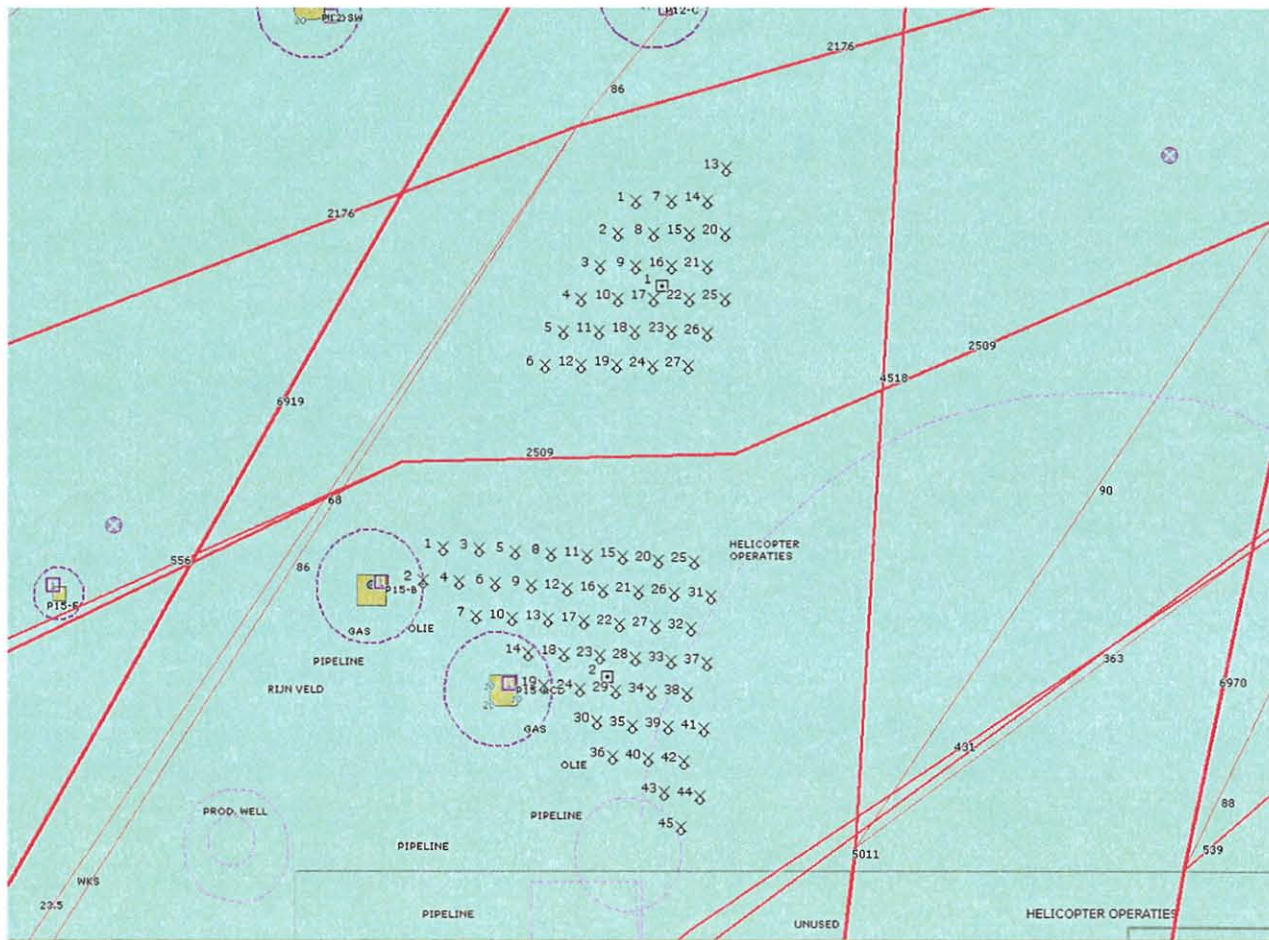 P12-SW
P12-C
20
2176
86
13
1 7 14
2 8 15 20
2176
3 9 16 21
1
4 10 17 22 25
5 11 18 23 26
2509
6 12 19 24 27
4518
6919
2509
68
90
1 3 5 8 11 15 20 25
HELICOPTER
OPERATIES
556
86
2 4 6 9 12 16 21 26 31
P15-B
P15-E
7 10 13 17 22 27 32
GAS OLIE
14 18 23 28 33 37
PIPELINE
363
2
RIJN VELD
19 24 29 34 38
6970
20
30 35 39 41
GAS
431
36 40 42
OLIE
43 44
PROD. WELL
PIPELINE
88
45
PIPELINE
5011
539
WKS
23.5
PIPELINE
UNUSED
HELICOPTER OPERATIES